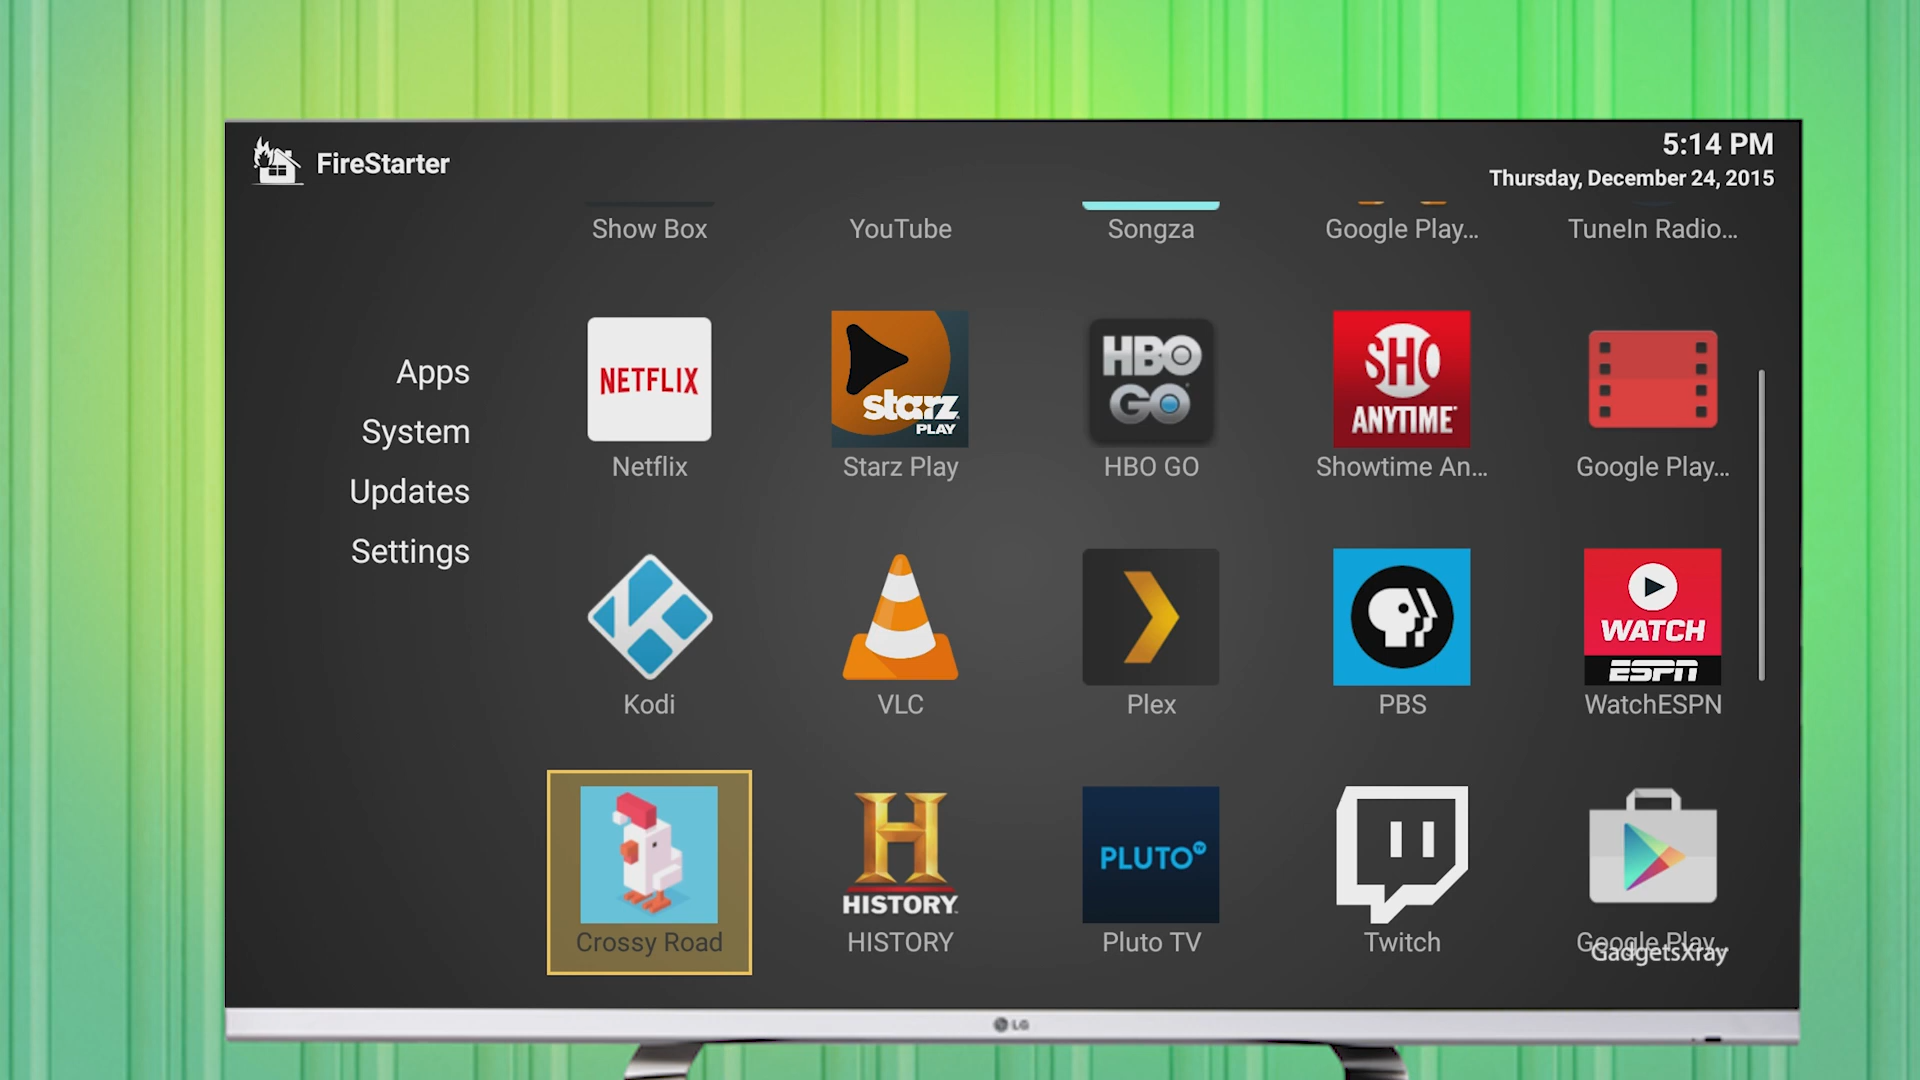 FireStarter
5:14 PM
Thursday, December 24, 2015
Show Box
YouTube
Songza
Google Play...
TuneIn Radio...
Apps
System
Updates
Settings
NETFLIX
starz
PLAY
HBO
GO
SHO
ANYTIME
Netflix
Starz Play
HBO GO
Showtime An...
Google Play...
WATCH
ESPN
Kodi
VLC
Plex
PBS
WatchESPN
HISTORY
PLUTO TV
Crossy Road
HISTORY
Pluto TV
Twitch
Google Play...
GadgetsXray
LG